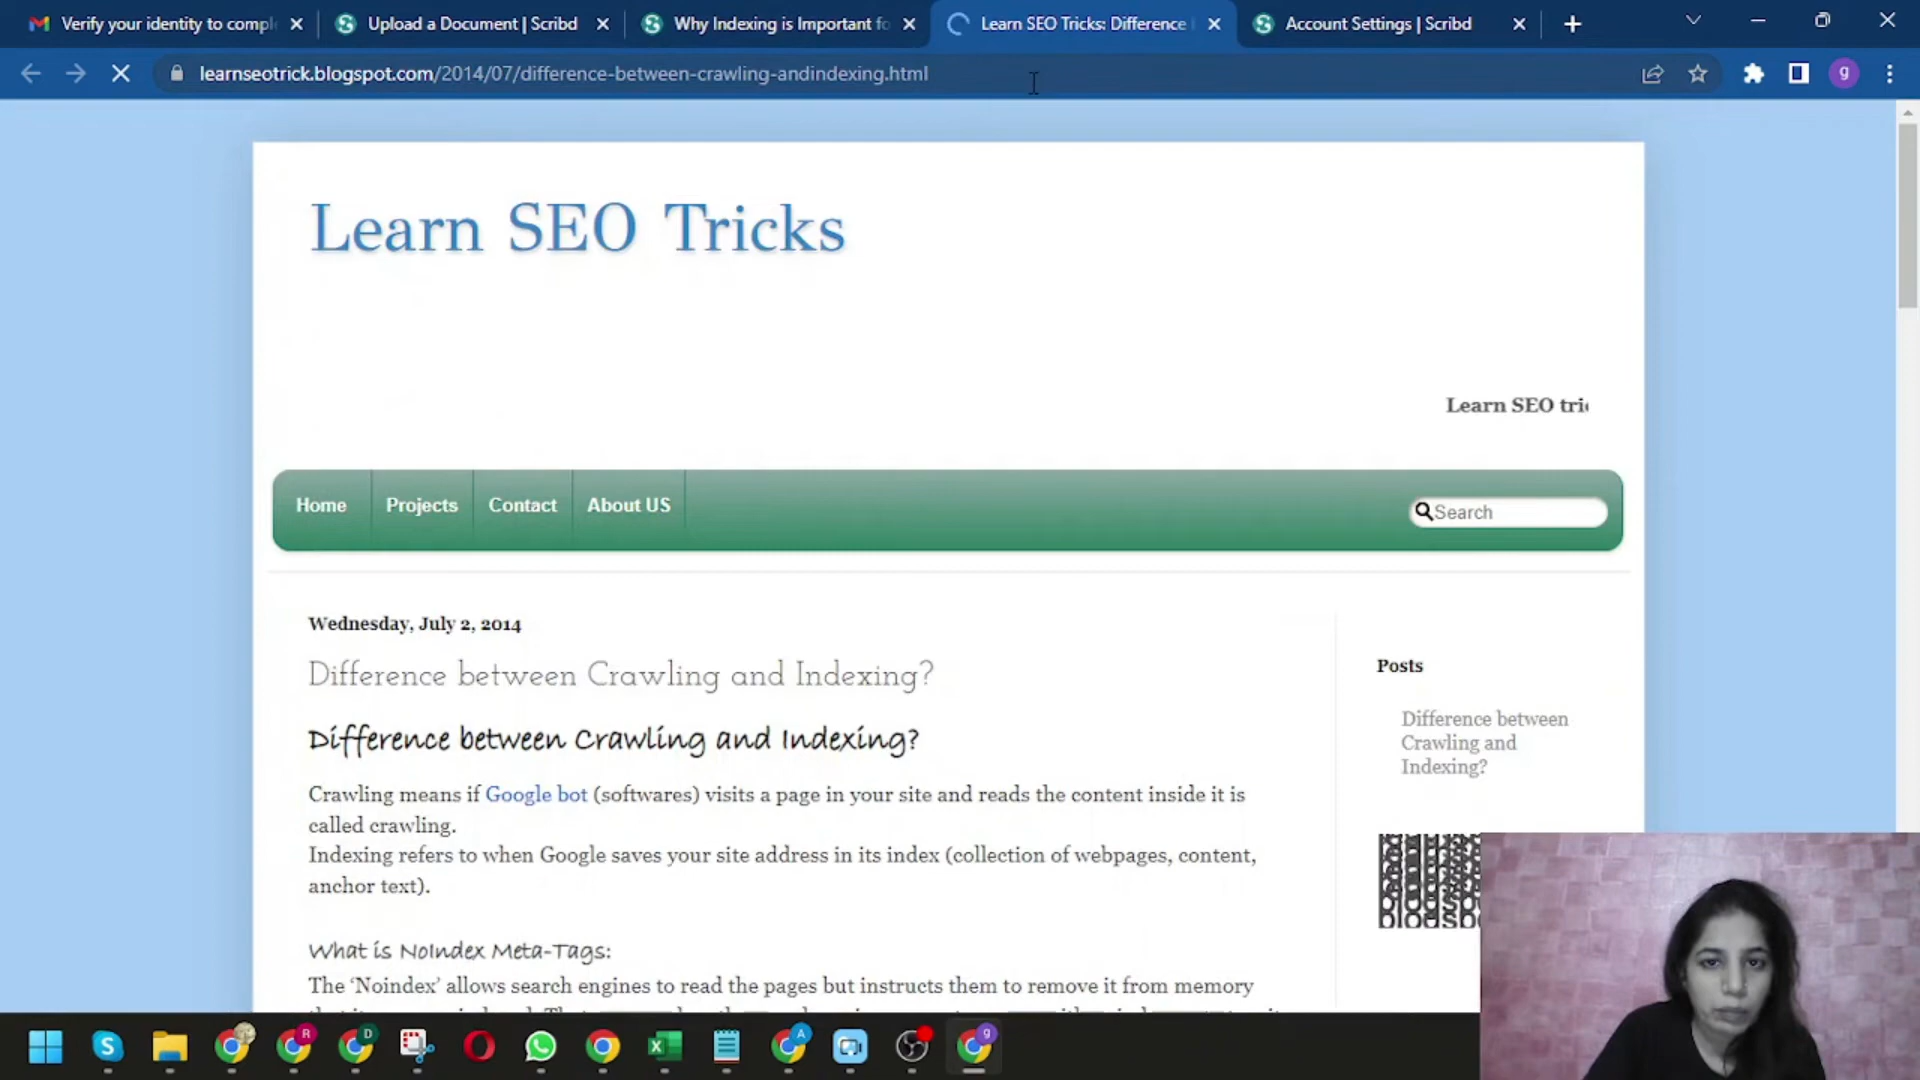 Verify your identity to compl
Upload a Document | Scribd
Why Indexing is Important fo
Learn SEO Tricks: Difference
Account Settings | Scribd
learnseotrick.blogspot.com/2014/07/difference-between-crawling-andindexing.html
g
Learn SEO Tricks
Learn SEO tri
Home
Projects
Contact
About US
Search
Wednesday, July 2, 2014
Difference between Crawling and Indexing?
Difference between Crawling and Indexing?
Crawling means if Google bot (softwares) visits a page in your site and reads the content inside it is
called crawling.
Indexing refers to when Google saves your site address in its index (collection of webpages, content,
anchor text).
What is NoIndex Meta-Tags:
The 'Noindex' allows search engines to read the pages but instructs them to remove it from memory
Posts
Difference between
Crawling and
Indexing?
R
D
A
g